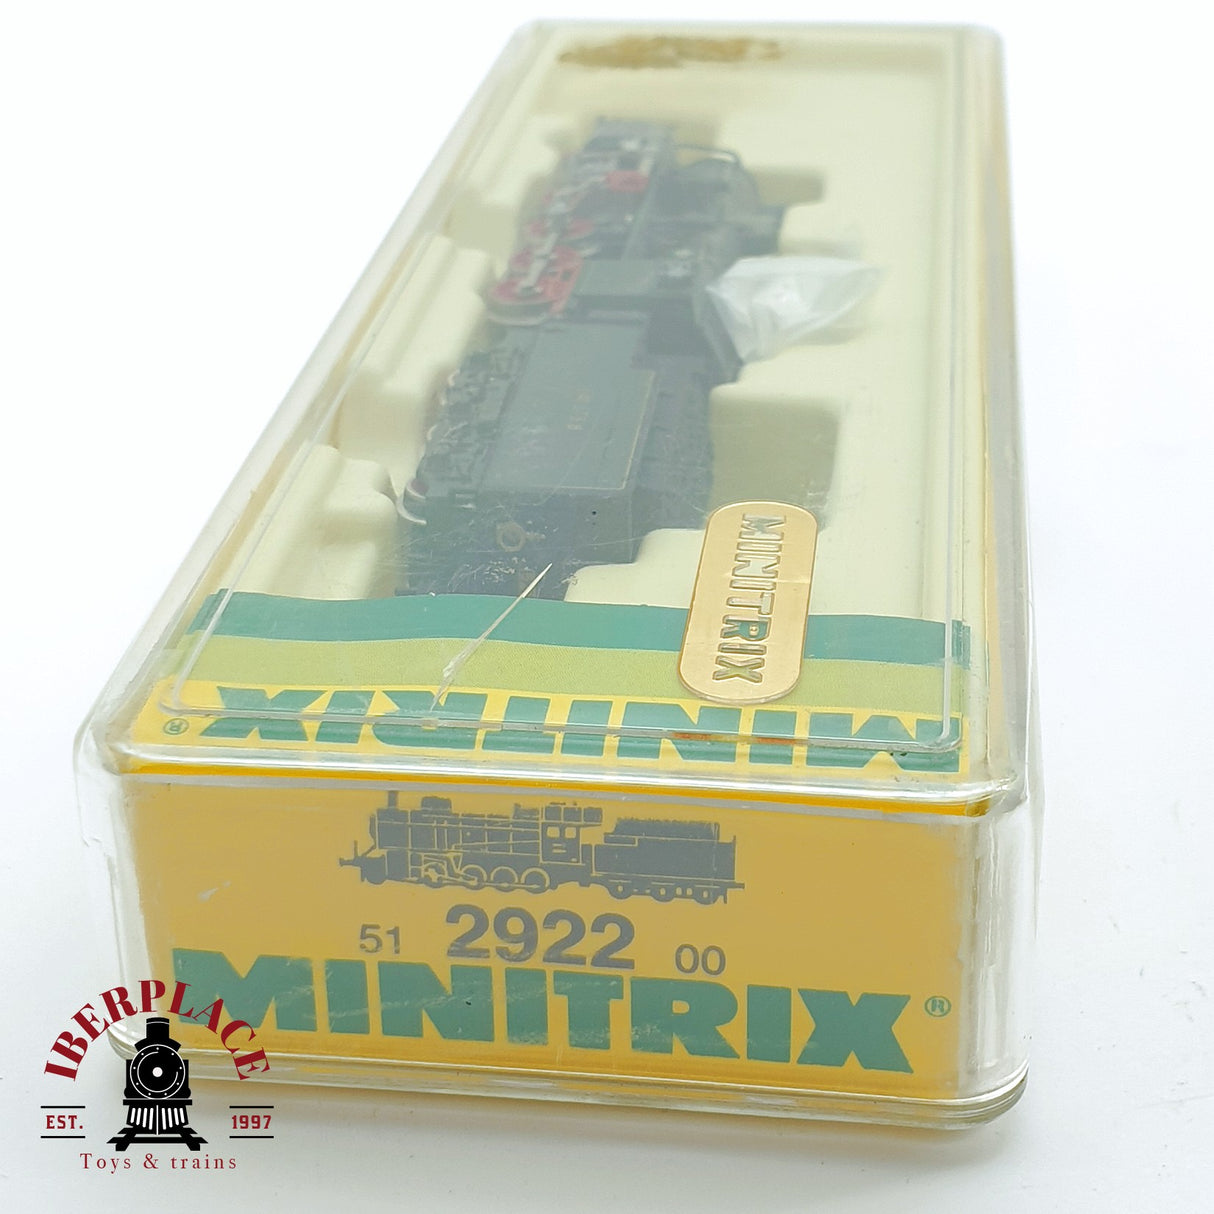 MINITRIX
MINITRIX ®
51 2922 00
MINITRIX ®
IBERPLACE
EST. 1997
Toys & trains